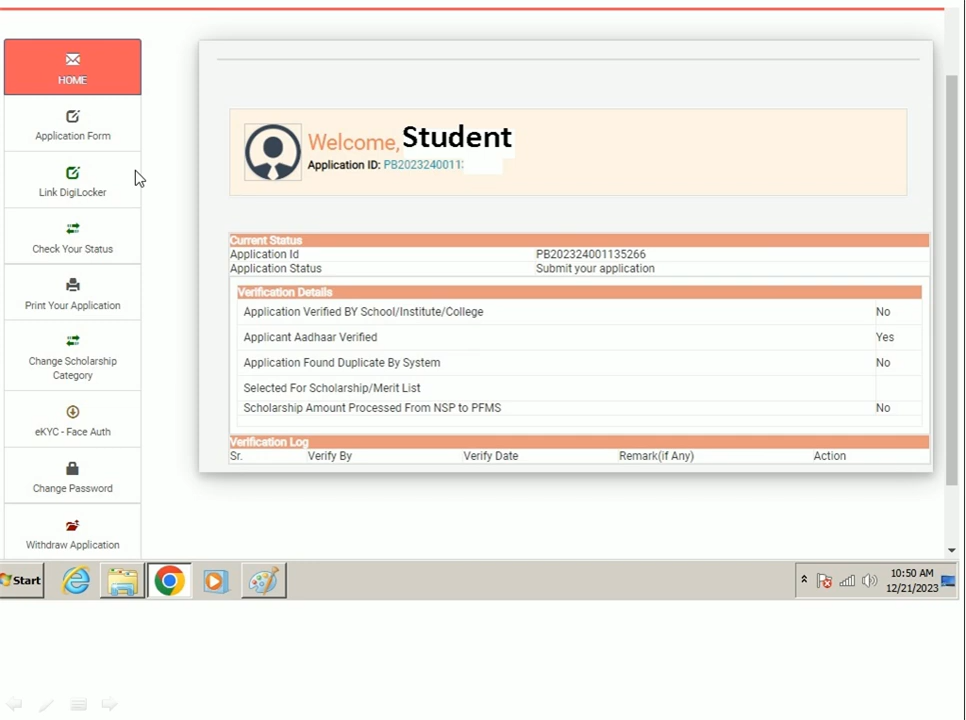 HOME
Application Form
Link DigiLocker
Check Your Status
Print Your Application
Change Scholarship
Category
eKYC - Face Auth
Change Password
Withdraw Application
Welcome, Student
Application ID: PB2023240011
Current Status
Application Id PB202324001135266
Application Status Submit your application
Verification Details
Application Verified BY School/Institute/College No
Applicant Aadhaar Verified Yes
Application Found Duplicate By System No
Selected For Scholarship/Merit List
Scholarship Amount Processed From NSP to PFMS No
Verification Log
Sr. Verify By Verify Date Remark(if Any) Action
Start
10:50 AM
12/21/2023